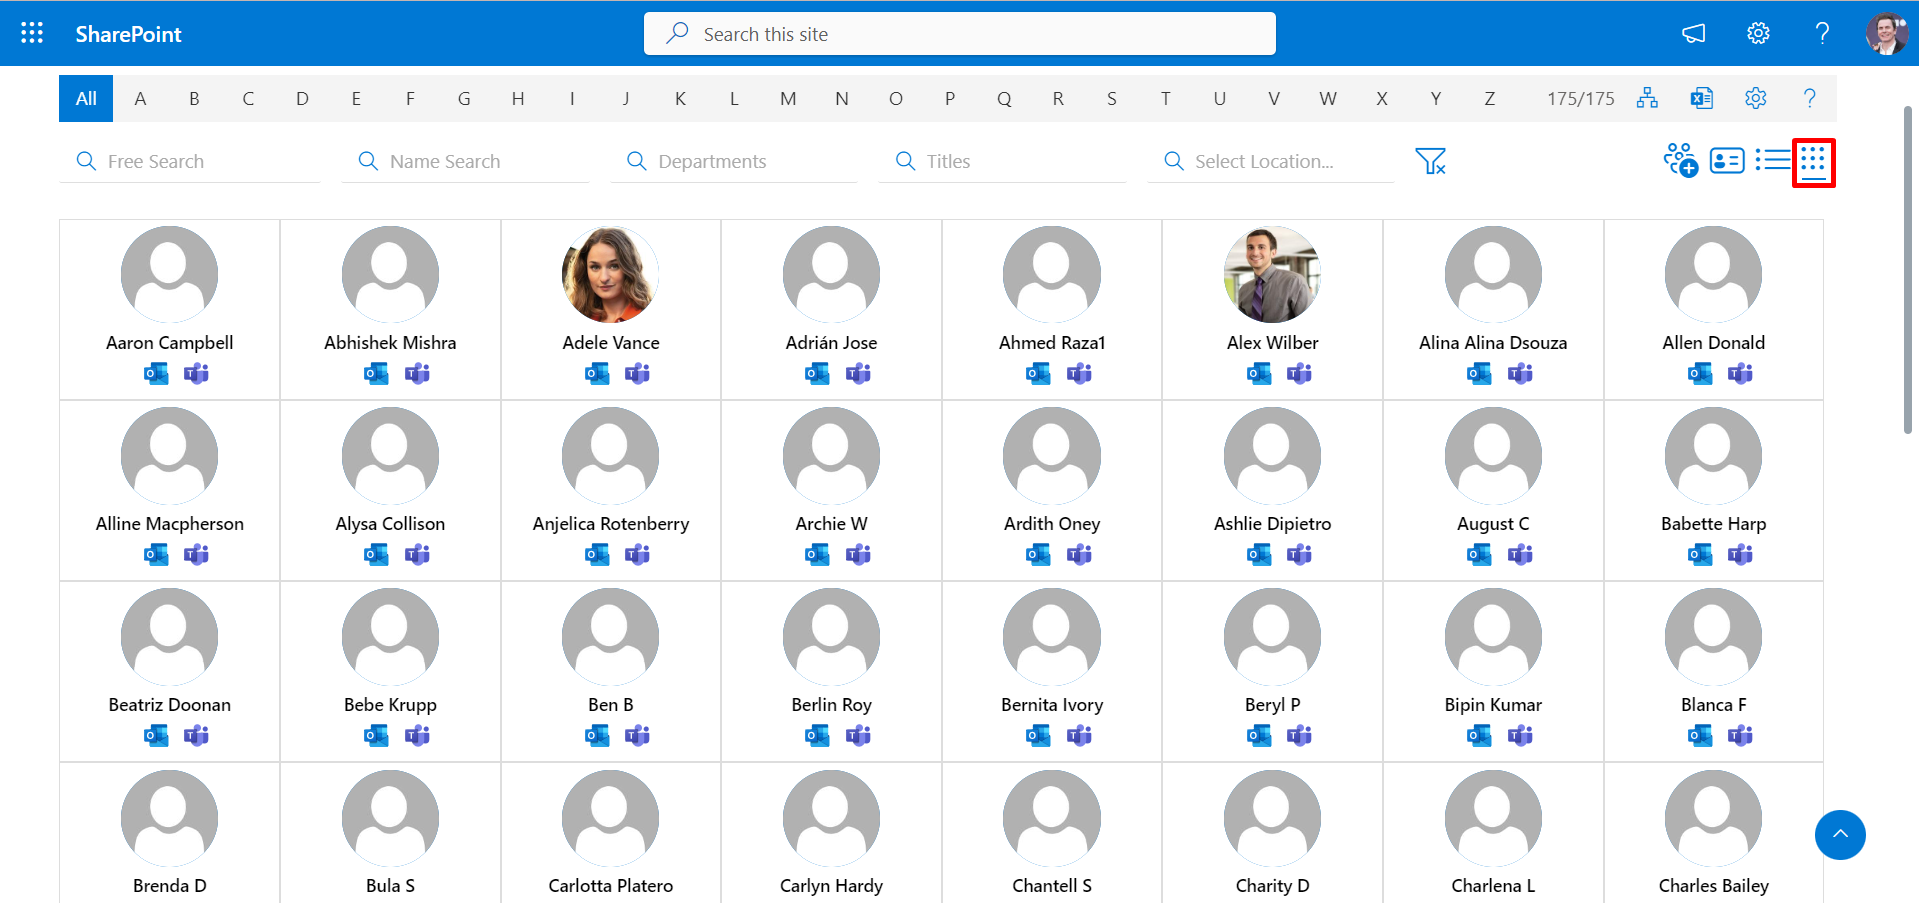 SharePoint Search this site
All A B C D E F G H I J K L M N O P Q R S T U V W X Y Z 175/175
Free Search Name Search Departments Titles Select Location...
Aaron Campbell Abhishek Mishra Adele Vance Adrián Jose Ahmed Raza1 Alex Wilber Alina Alina Dsouza Allen Donald
Alline Macpherson Alysa Collison Anjelica Rotenberry Archie W Ardith Oney Ashlie Dipietro August C Babette Harp
Beatriz Doonan Bebe Krupp Ben B Berlin Roy Bernita Ivory Beryl P Bipin Kumar Blanca F
Brenda D Bula S Carlotta Platero Carlyn Hardy Chantell S Charity D Charlena L Charles Bailey